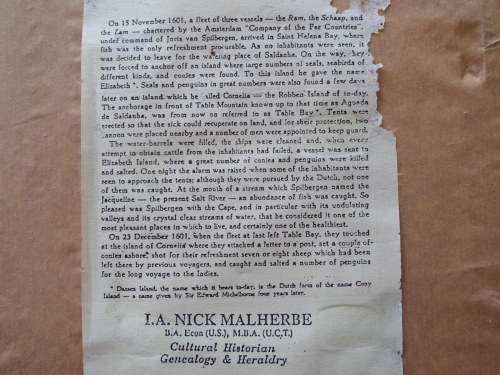 On 15 November 1601, a fleet of three vessels — the Ram, the Schaap, and
the Lam — chartered by the Amsterdam "Company of the Far Countries",
under command of Joris van Spilbergen, arrived in Saint Helena Bay, where
fish was the only refreshment procurable. As no inhabitants were seen, it
was decided to leave for the watering place of Saldanha. On the way, they
were forced to anchor off an island where large numbers of seals, seabirds of
different kinds, and conies were found. To this island he gave the name
Elizabeth *. Seals and penguins in great numbers were also found a few days
later on an island which he called Cornelia — the Robben Island of to-day.
The anchorage in front of Table Mountain known up to that time as Aguada
de Saldanha, was from now on referred to as Table Bay *. Tents were
erected so that the sick could recuperate on land, and for their protection, two
cannon were placed nearby and a number of men were appointed to keep guard.
The water-barrels were filled, the ships were cleaned and, when every
attempt to obtain cattle from the inhabitants had failed, a vessel was sent to
Elizabeth Island, where a great number of conies and penguins were killed
and salted. One night the alarm was raised when some of the inhabitants were
seen to approach the tents; although they were pursued by the Dutch, not one
of them was caught. At the mouth of a stream which Spilbergen named the
Jacqueline — the present Salt River — an abundance of fish was caught. So
pleased was Spilbergen with the Cape, and in particular with its undulating
valleys and its crystal clear streams of water, that he considered it one of the
most pleasant places in which to live, and certainly one of the healthiest.
On 23 December 1601, when the fleet at last left Table Bay, they touched
at the island of Cornelia where they attached a letter to a post, set a couple of
conies ashore, shot for their refreshment seven or eight sheep which had been
left there by previous voyagers, and caught and salted a number of penguins
for the long voyage to the Indies.
* Dassen Island, the name which it bears to-day, is the Dutch form of the name Cony
Island — a name given by Sir Edward Michelborne four years later.
I.A. NICK MALHERBE
B.A. Econ (U.S.), M.B.A. (U.C.T.)
Cultural Historian
Genealogy & Heraldry